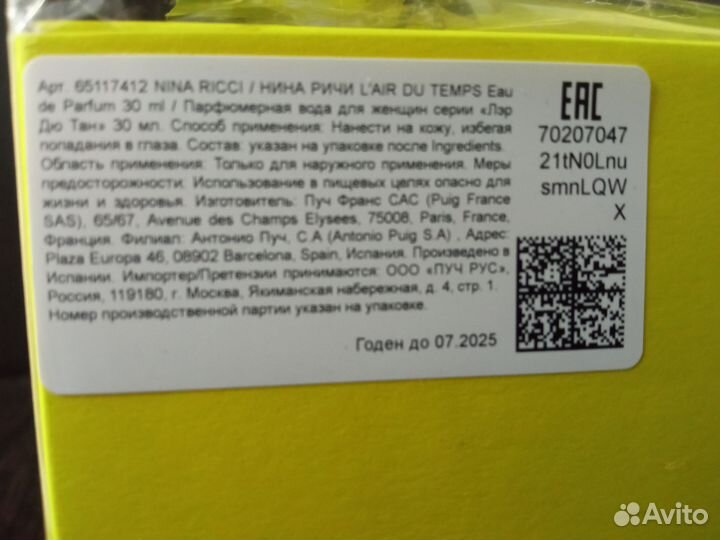 Арт. 65117412 NINA RICCI / НИНА РИЧИ L'AIR DU TEMPS Eau
de Parfum 30 ml / Парфюмерная вода для женщин серии «Лэр
Дю Тан» 30 мл. Способ применения: Нанести на кожу, избегая
попадания в глаза. Состав: указан на упаковке после Ingredients.
Область применения: Только для наружного применения. Меры
предосторожности: Использование в пищевых целях опасно для
жизни и здоровья. Изготовитель: Пуч Франс САС (Puig France
SAS), 65/67, Avenue des Champs Elysees, 75008, Paris, France,
Франция. Филиал: Антонио Пуч, С.А (Antonio Puig S.A) , Адрес:
Plaza Europa 46, 08902 Barcelona, Spain, Испания. Произведено в
Испании. Импортер/Претензии принимаются: ООО «ПУЧ РУС»,
Россия, 119180, г. Москва, Якиманская набережная, д. 4, стр. 1.
Номер производственной партии указан на упаковке.
Годен до 07.2025
EAC
70207047
21tN0Lnu
smnLQW
X
Avito